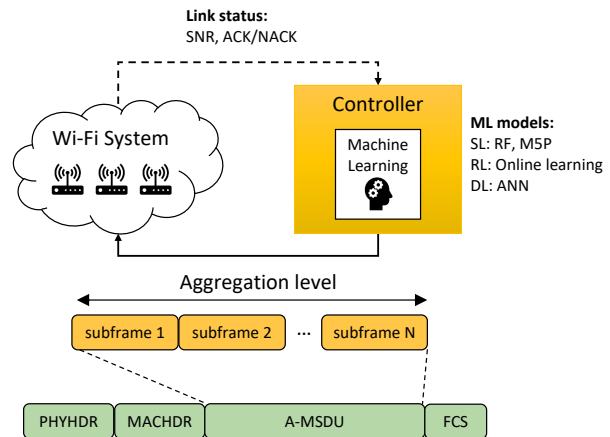 Link status:
SNR, ACK/NACK
Wi-Fi System
Controller
Machine
Learning
ML models:
SL: RF, M5P
RL: Online learning
DL: ANN
Aggregation level
subframe 1
subframe 2
...
subframe N
PHYHDR
MACHDR
A-MSDU
FCS